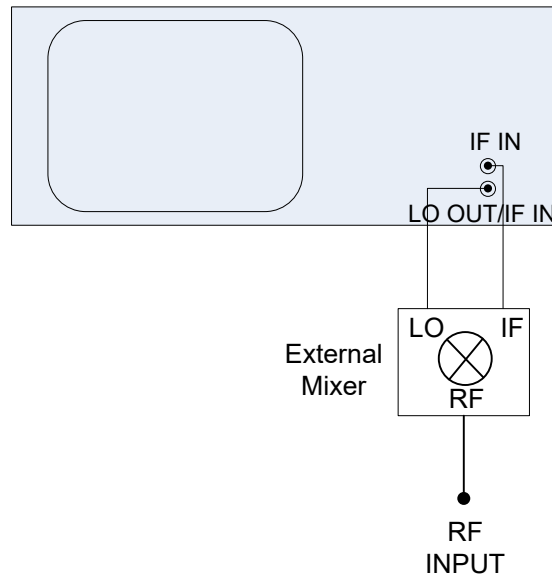 IF IN
LO OUT/IF IN
LO IF
External
Mixer
RF
RF
INPUT